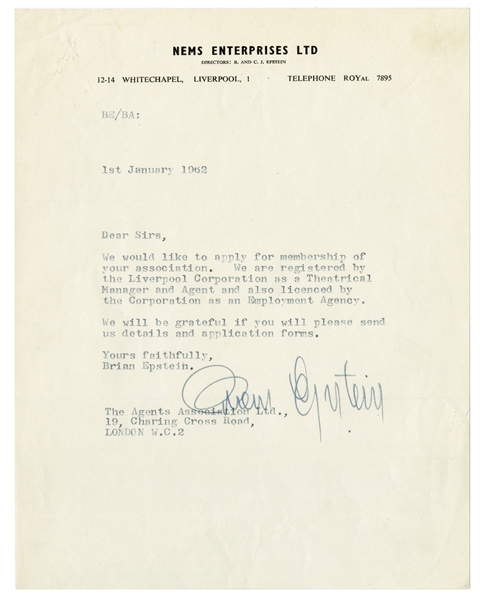 NEMS ENTERPRISES LTD
DIRECTORS: B. AND C. J. EPSTEIN
12-14 WHITECHAPEL, LIVERPOOL, 1 TELEPHONE ROYAL 7895
BE/BA:
1st January 1962
Dear Sirs,
We would like to apply for membership of
your association. We are registered by
the Liverpool Corporation as a Theatrical
Manager and Agent and also licenced by
the Corporation as an Employment Agency.
We will be grateful if you will please send
us details and application forms.
Yours faithfully,
Brian Epstein.
Brian Epstein
The Agents Association Ltd.,
19, Charing Cross Road,
LONDON W.C.2